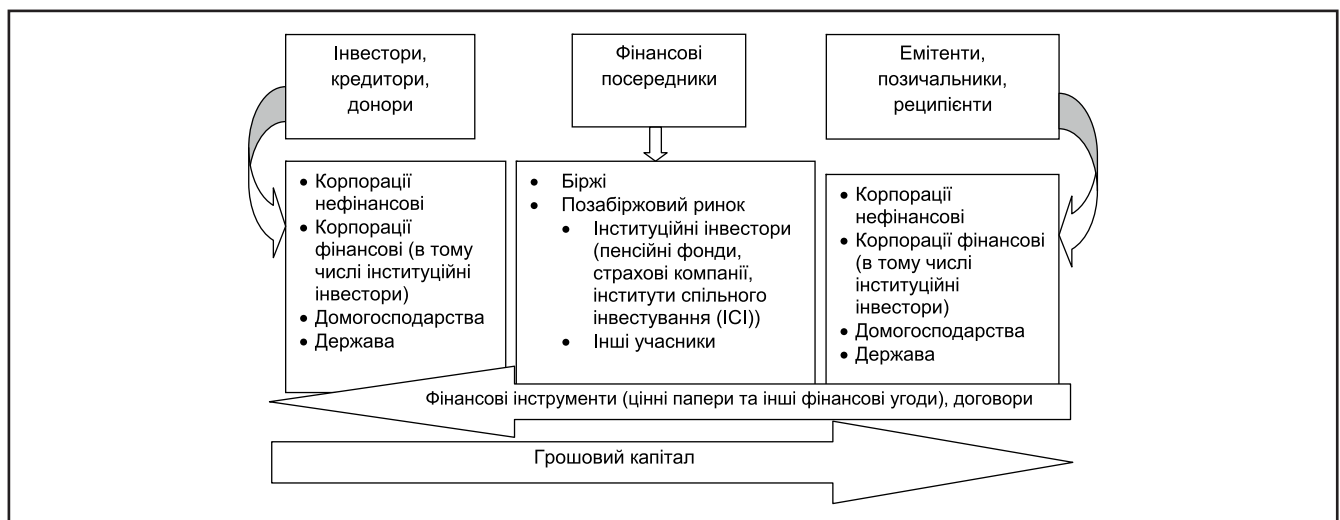 Інвестори,
кредитори,
донори
Фінансові
посередники
Емітенти,
позичальники,
реципієнти
• Корпорації
нефінансові
• Корпорації
фінансові (в тому
числі інституційні
інвестори)
• Домогосподарства
• Держава
• Біржі
• Позабіржовий ринок
• Інституційні інвестори
(пенсійні фонди,
страхові компанії,
інститути спільного
інвестування (ІСІ))
• Інші учасники
• Корпорації
нефінансові
• Корпорації фінансові
(в тому числі
інституційні
інвестори)
• Домогосподарства
• Держава
Фінансові інструменти (цінні папери та інші фінансові угоди), договори
Грошовий капітал